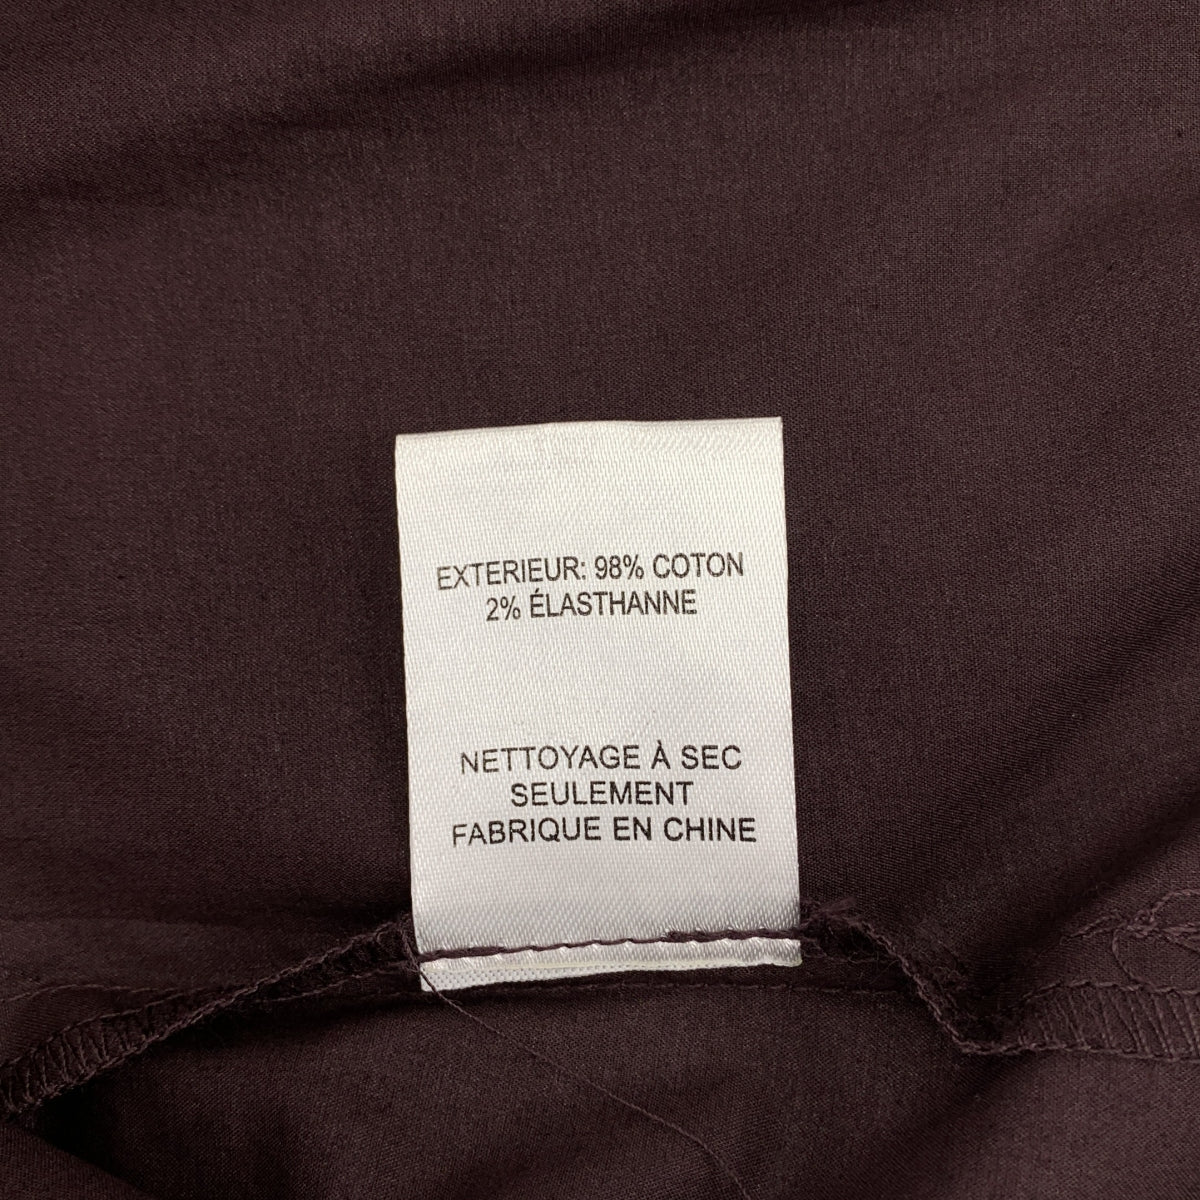 EXTERIEUR: 98% COTON
2% ÉLASTHANNE
NETTOYAGE À SEC
SEULEMENT
FABRIQUE EN CHINE